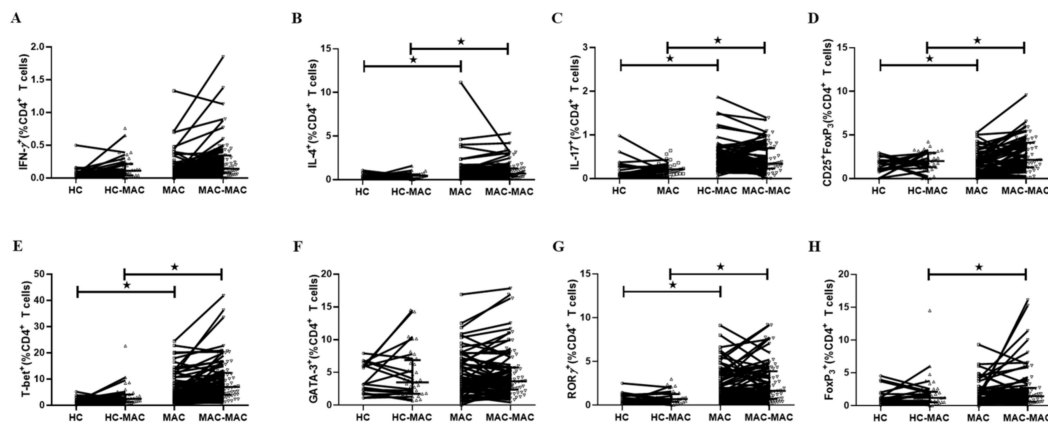 A
IFN-γ⁺(%CD4⁺ T cells)
2.0
1.5
1.0
0.5
0.0
HC HC-MAC MAC MAC-MAC
B
IL-4⁺(%CD4⁺ T cells)
15
10
5
0
★
★
HC HC-MAC MAC MAC-MAC
C
IL-17⁺(%CD4⁺ T cells)
3
2
1
0
★
★
HC MAC HC-MAC MAC-MAC
D
CD25⁺FoxP₃(%CD4⁺ T cells)
15
10
5
0
★
★
HC HC-MAC MAC MAC-MAC
E
T-bet⁺(%CD4⁺ T cells)
50
40
30
20
10
0
★
★
HC HC-MAC MAC MAC-MAC
F
GATA-3⁺(%CD4⁺ T cells)
20
15
10
5
0
HC HC-MAC MAC MAC-MAC
G
RORγ⁺(%CD4⁺ T cells)
15
10
5
0
★
★
HC HC-MAC MAC MAC-MAC
H
FoxP₃⁺(%CD4⁺ T cells)
20
15
10
5
0
★
HC HC-MAC MAC MAC-MAC